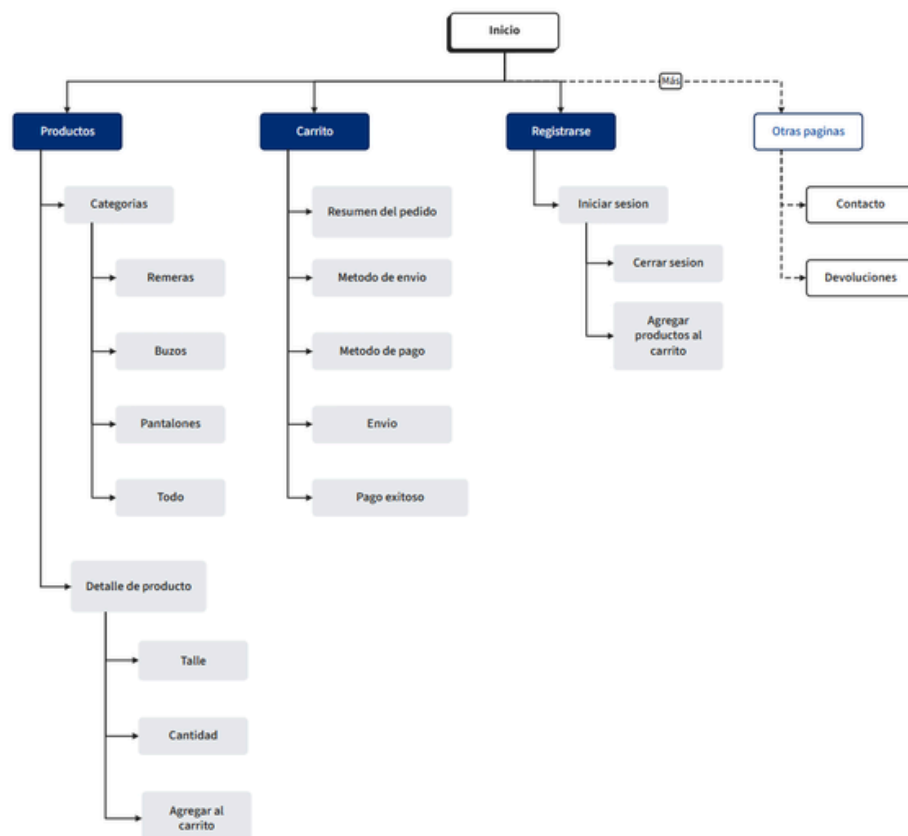 Inicio
Más
Productos
Carrito
Registrarse
Otras paginas
Categorias
Remeras
Buzos
Pantalones
Todo
Detalle de producto
Talle
Cantidad
Agregar al
carrito
Resumen del pedido
Metodo de envio
Metodo de pago
Envio
Pago exitoso
Iniciar sesion
Cerrar sesion
Agregar
productos al
carrito
Contacto
Devoluciones